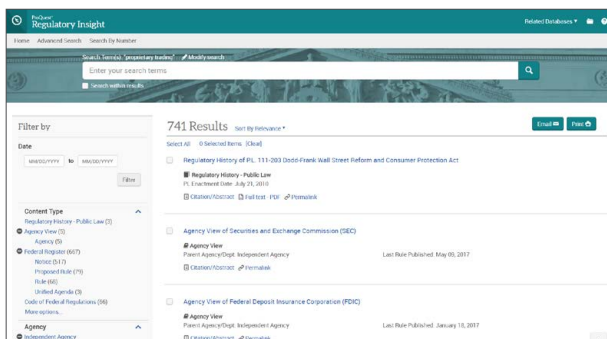 ProQuest
Regulatory Insight
Related Databases
Home Advanced Search Search By Number
Search Term(s): "proprietary trading" Modify search
Enter your search terms
Search within results
Filter by
Date
MM/DD/YYYY to MM/DD/YYYY
Filter
Content Type
Regulatory History - Public Law (3)
Agency View (5)
Agency (5)
Federal Register (667)
Notice (517)
Proposed Rule (79)
Rule (68)
Unified Agenda (3)
Code of Federal Regulations (66)
More options...
Agency
Independent Agency
741 Results Sort By Relevance
Email Print
Select All 0 Selected Items [Clear]
Regulatory History of P.L. 111-203 Dodd-Frank Wall Street Reform and Consumer Protection Act
Regulatory History - Public Law
PL Enactment Date: July 21, 2010
Citation/Abstract Full text - PDF Permalink
Agency View of Securities and Exchange Commission (SEC)
Agency View
Parent Agency/Dept: Independent Agency Last Rule Published: May 09, 2017
Citation/Abstract Permalink
Agency View of Federal Deposit Insurance Corporation (FDIC)
Agency View
Parent Agency/Dept: Independent Agency Last Rule Published: January 18, 2017
Citation/Abstract Permalink